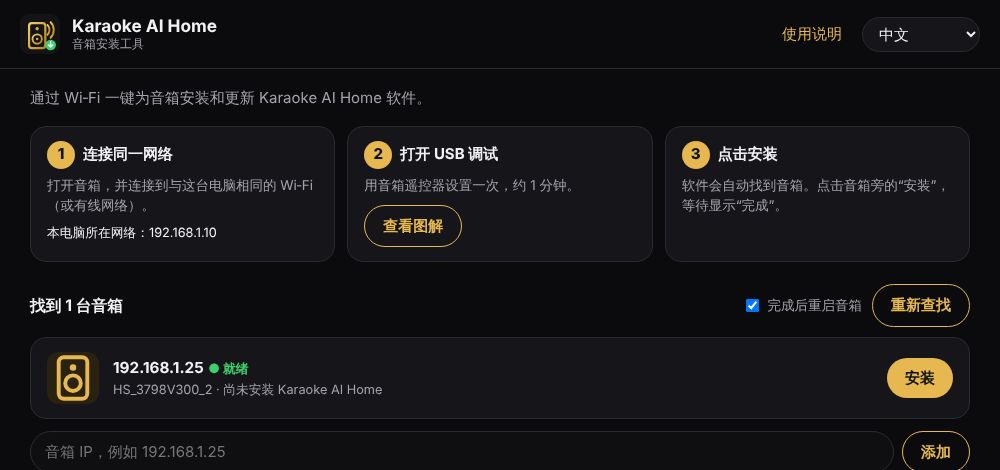 Karaoke AI Home
音箱安装工具
使用说明
中文
通过 Wi-Fi 一键为音箱安装和更新 Karaoke AI Home 软件。
1 连接同一网络
打开音箱，并连接到与这台电脑相同的 Wi-Fi
（或有线网络）。
本电脑所在网络：192.168.1.10
2 打开 USB 调试
用音箱遥控器设置一次，约 1 分钟。
查看图解
3 点击安装
软件会自动找到音箱。点击音箱旁的“安装”，
等待显示“完成”。
找到 1 台音箱
完成后重启音箱
重新查找
192.168.1.25 就绪
HS_3798V300_2 · 尚未安装 Karaoke AI Home
安装
音箱 IP，例如 192.168.1.25
添加